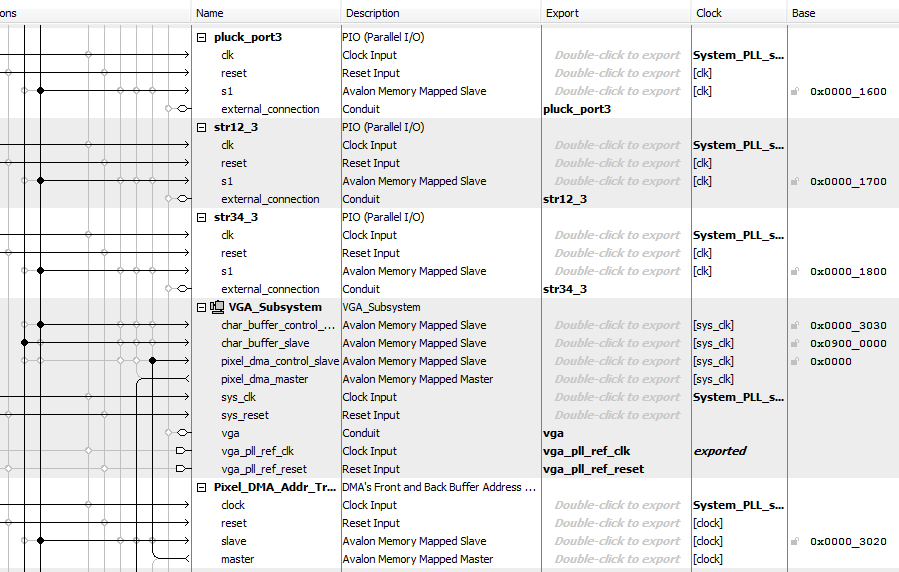 ons Name Description Export Clock Base
pluck_port3 PIO (Parallel I/O)
clk Clock Input Double-click to export System_PLL_s...
reset Reset Input Double-click to export [clk]
s1 Avalon Memory Mapped Slave Double-click to export [clk] 0x0000_1600
external_connection Conduit pluck_port3
str12_3 PIO (Parallel I/O)
clk Clock Input Double-click to export System_PLL_s...
reset Reset Input Double-click to export [clk]
s1 Avalon Memory Mapped Slave Double-click to export [clk] 0x0000_1700
external_connection Conduit str12_3
str34_3 PIO (Parallel I/O)
clk Clock Input Double-click to export System_PLL_s...
reset Reset Input Double-click to export [clk]
s1 Avalon Memory Mapped Slave Double-click to export [clk] 0x0000_1800
external_connection Conduit str34_3
VGA_Subsystem VGA_Subsystem
char_buffer_control_... Avalon Memory Mapped Slave Double-click to export [sys_clk] 0x0000_3030
char_buffer_slave Avalon Memory Mapped Slave Double-click to export [sys_clk] 0x0900_0000
pixel_dma_control_slave Avalon Memory Mapped Slave Double-click to export [sys_clk] 0x0000
pixel_dma_master Avalon Memory Mapped Master Double-click to export [sys_clk]
sys_clk Clock Input Double-click to export System_PLL_s...
sys_reset Reset Input Double-click to export
vga Conduit vga
vga_pll_ref_clk Clock Input vga_pll_ref_clk exported
vga_pll_ref_reset Reset Input vga_pll_ref_reset
Pixel_DMA_Addr_Tr... DMA's Front and Back Buffer Address ...
clock Clock Input Double-click to export System_PLL_s...
reset Reset Input Double-click to export [clock]
slave Avalon Memory Mapped Slave Double-click to export [clock] 0x0000_3020
master Avalon Memory Mapped Master Double-click to export [clock]